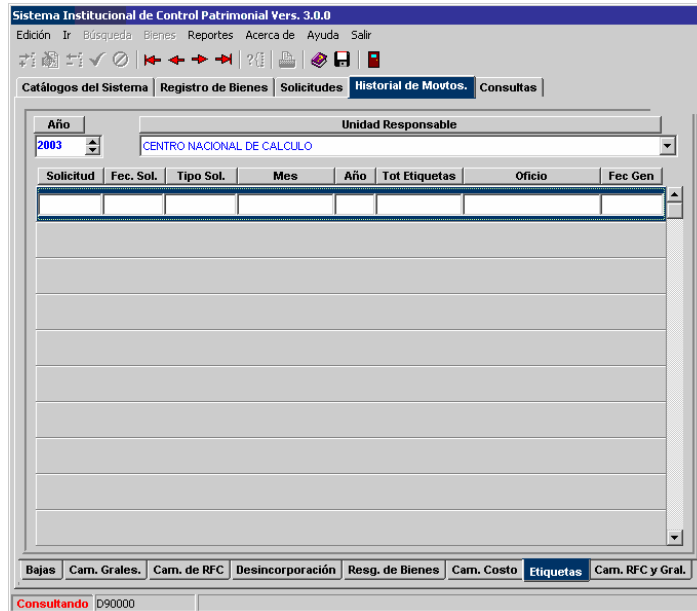 Sistema Institucional de Control Patrimonial Vers. 3.0.0
Edición Ir Búsqueda Bienes Reportes Acerca de Ayuda Salir
Catálogos del Sistema Registro de Bienes Solicitudes Historial de Movtos. Consultas
Año Unidad Responsable
2003 CENTRO NACIONAL DE CALCULO
Solicitud Fec. Sol. Tipo Sol. Mes Año Tot Etiquetas Oficio Fec Gen
Bajas Cam. Grales. Cam. de RFC Desincorporación Resg. de Bienes Cam. Costo Etiquetas Cam. RFC y Gral.
Consultando D90000